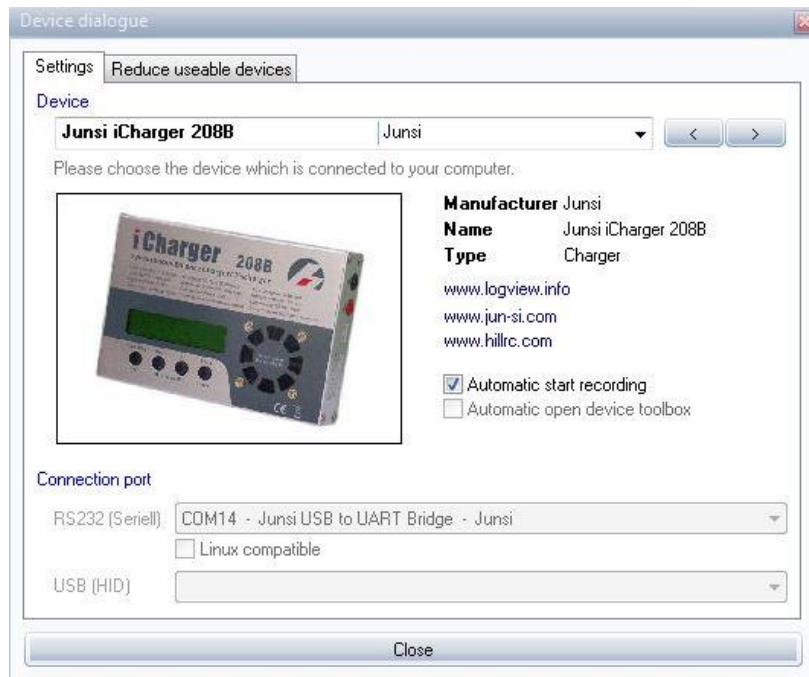 Device dialogue
Settings
Reduce useable devices
Device
Junsi iCharger 208B Junsi < >
Please choose the device which is connected to your computer.
iCharger 208B
Manufacturer Junsi
Name Junsi iCharger 208B
Type Charger
www.logview.info
www.jun-si.com
www.hillrc.com
Automatic start recording
Automatic open device toolbox
Connection port
RS232 (Seriell) COM14 - Junsi USB to UART Bridge - Junsi
Linux compatible
USB (HID)
Close